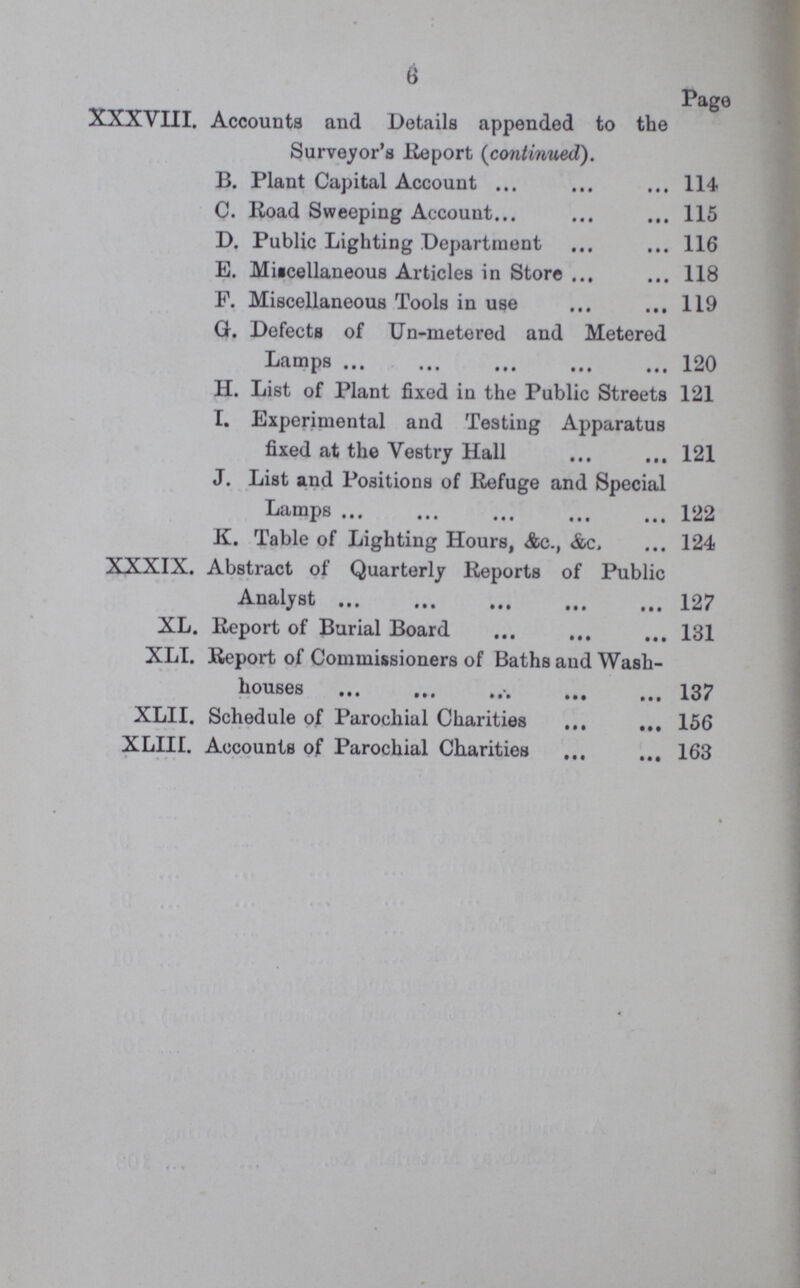 6
Page
XXXVIII. Accounts and Details appended to the
Surveyor's Report (continued).
B. Plant Capital Account ... ... ... 114
C. Road Sweeping Account... ... ... 115
D. Public Lighting Department ... ... 116
E. Miscellaneous Articles in Store ... ... 118
F. Miscellaneous Tools in use ... ... 119
G. Defects of Un-metered and Metered
Lamps ... ... ... ... ... 120
H. List of Plant fixed in the Public Streets 121
I. Experimental and Testing Apparatus
fixed at the Vestry Hall ... ... 121
J. List and Positions of Refuge and Special
Lamps ... ... ... ... ... 122
K. Table of Lighting Hours, &c., &c. ... 124
XXXIX. Abstract of Quarterly Reports of Public
Analyst ... ... ... ... ... 127
XL. Report of Burial Board ... ... ... 131
XLI. Report of Commissioners of Baths and Wash-
houses ... ... ... ... ... 137
XLII. Schedule of Parochial Charities ... ... 156
XLIII. Accounts of Parochial Charities ... ... 163